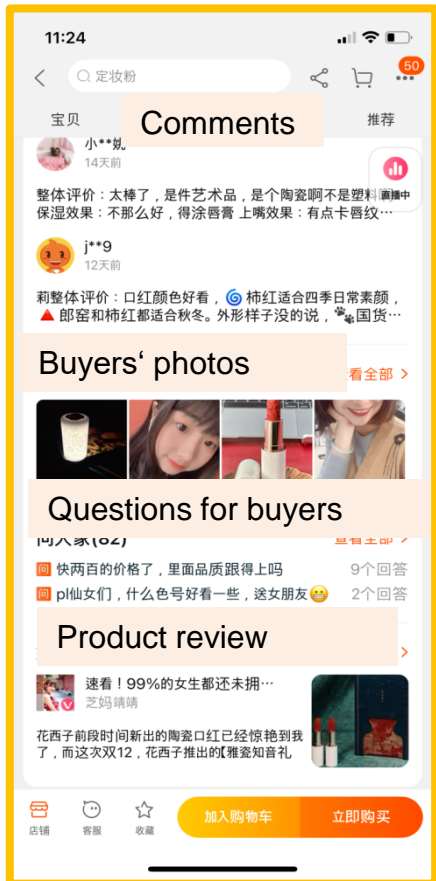 11:24
定妆粉
50
宝贝
Comments
推荐
小**妮
14天前
直播中
整体评价：太棒了，是件艺术品，是个陶瓷啊不是塑料
保湿效果：不那么好，得涂唇膏 上嘴效果：有点卡唇纹…
j**9
12天前
莉整体评价：口红颜色好看，🌀 柿红适合四季日常素颜，
🔺 郎窑和柿红都适合秋冬。外形样子没的说，🐾国货…
Buyers‘ photos
看全部 >
Questions for buyers
问大家(82)
查看全部 >
问 快两百的价格了，里面品质跟得上吗
9个回答
问 pl仙女们，什么色号好看一些，送女朋友😬
2个回答
Product review
>
速看！99%的女生都还未拥…
芝妈靖靖
花西子前段时间新出的陶瓷口红已经惊艳到我
了，而这次双12，花西子推出的【雅瓷知音礼
店铺
客服
收藏
加入购物车
立即购买